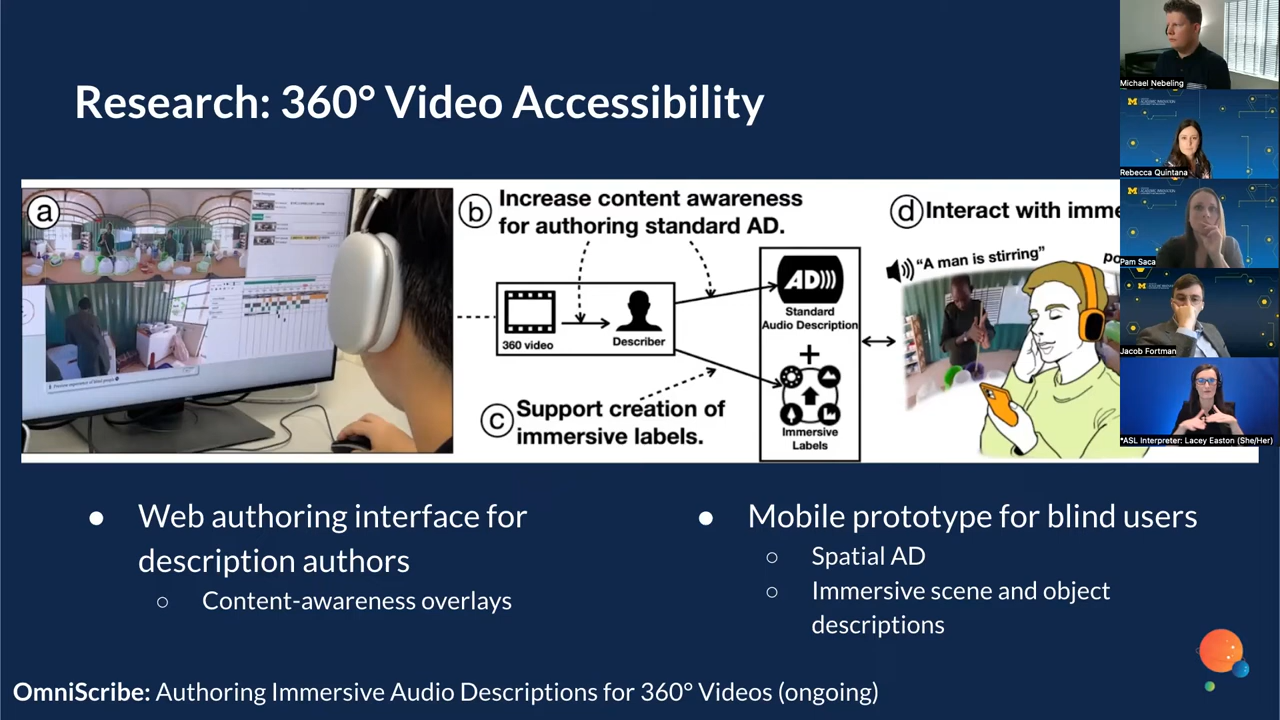 Research: 360° Video Accessibility
a
b
Increase content awareness
for authoring standard AD.
360 video
Describer
AD)))
Standard
Audio Description
+
Immersive
Labels
c
Support creation of
immersive labels.
d
Interact with imme
"A man is stirring"
po
Michael Nebeling
Rebecca Quintana
Pam Saca
Jacob Fortman
*ASL Interpreter: Lacey Easton (She/Her)
● Web authoring interface for
description authors
○ Content-awareness overlays
● Mobile prototype for blind users
○ Spatial AD
○ Immersive scene and object
descriptions
OmniScribe: Authoring Immersive Audio Descriptions for 360° Videos (ongoing)